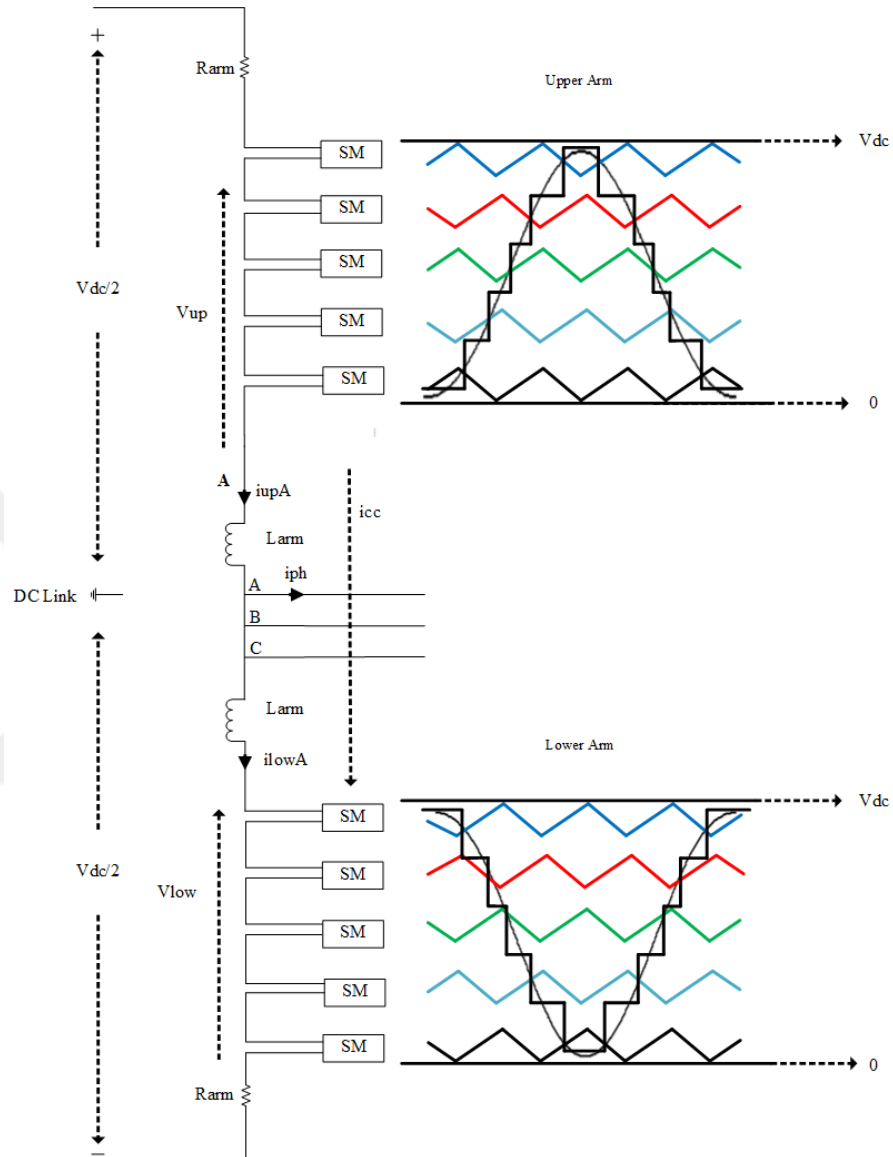 +
Rarm
Upper Arm
Vdc
SM
SM
SM
SM
SM
Vdc/2
Vup
0
A
iupA
icc
Larm
iph
DC Link
A
B
C
Larm
ilowA
Lower Arm
Vdc
SM
SM
SM
SM
SM
Vdc/2
Vlow
0
Rarm
−